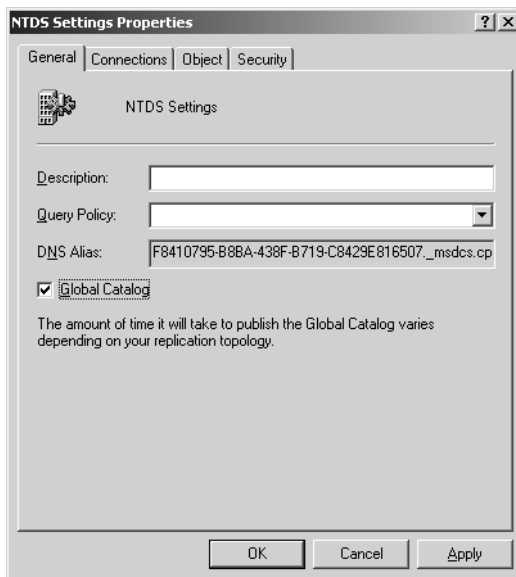 NTDS Settings Properties
General Connections Object Security
NTDS Settings
Description:
Query Policy:
DNS Alias: F8410795-B8BA-438F-B719-C8429E816507._msdcs.cp
Global Catalog
The amount of time it will take to publish the Global Catalog varies
depending on your replication topology.
OK Cancel Apply